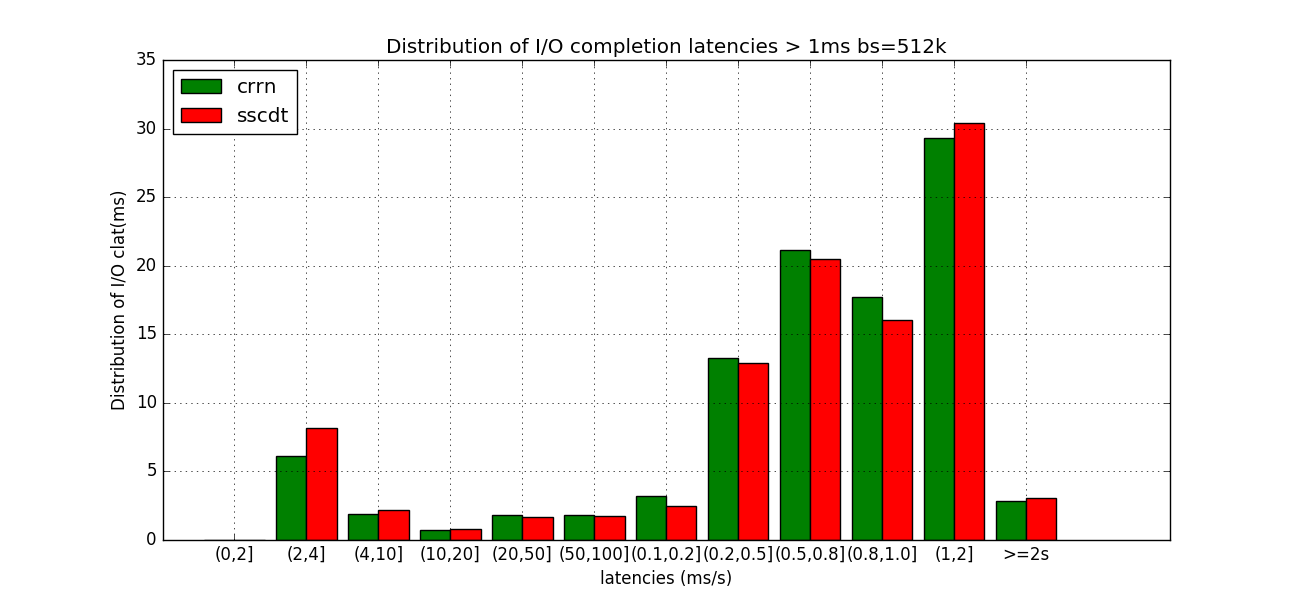 Distribution of I/O completion latencies > 1ms bs=512k
35
30
25
20
15
10
5
0
crrn
sscdt
Distribution of I/O clat(ms)
(0,2] (2,4] (4,10] (10,20] (20,50] (50,100] (0.1,0.2] (0.2,0.5] (0.5,0.8] (0.8,1.0] (1,2] >=2s
latencies (ms/s)